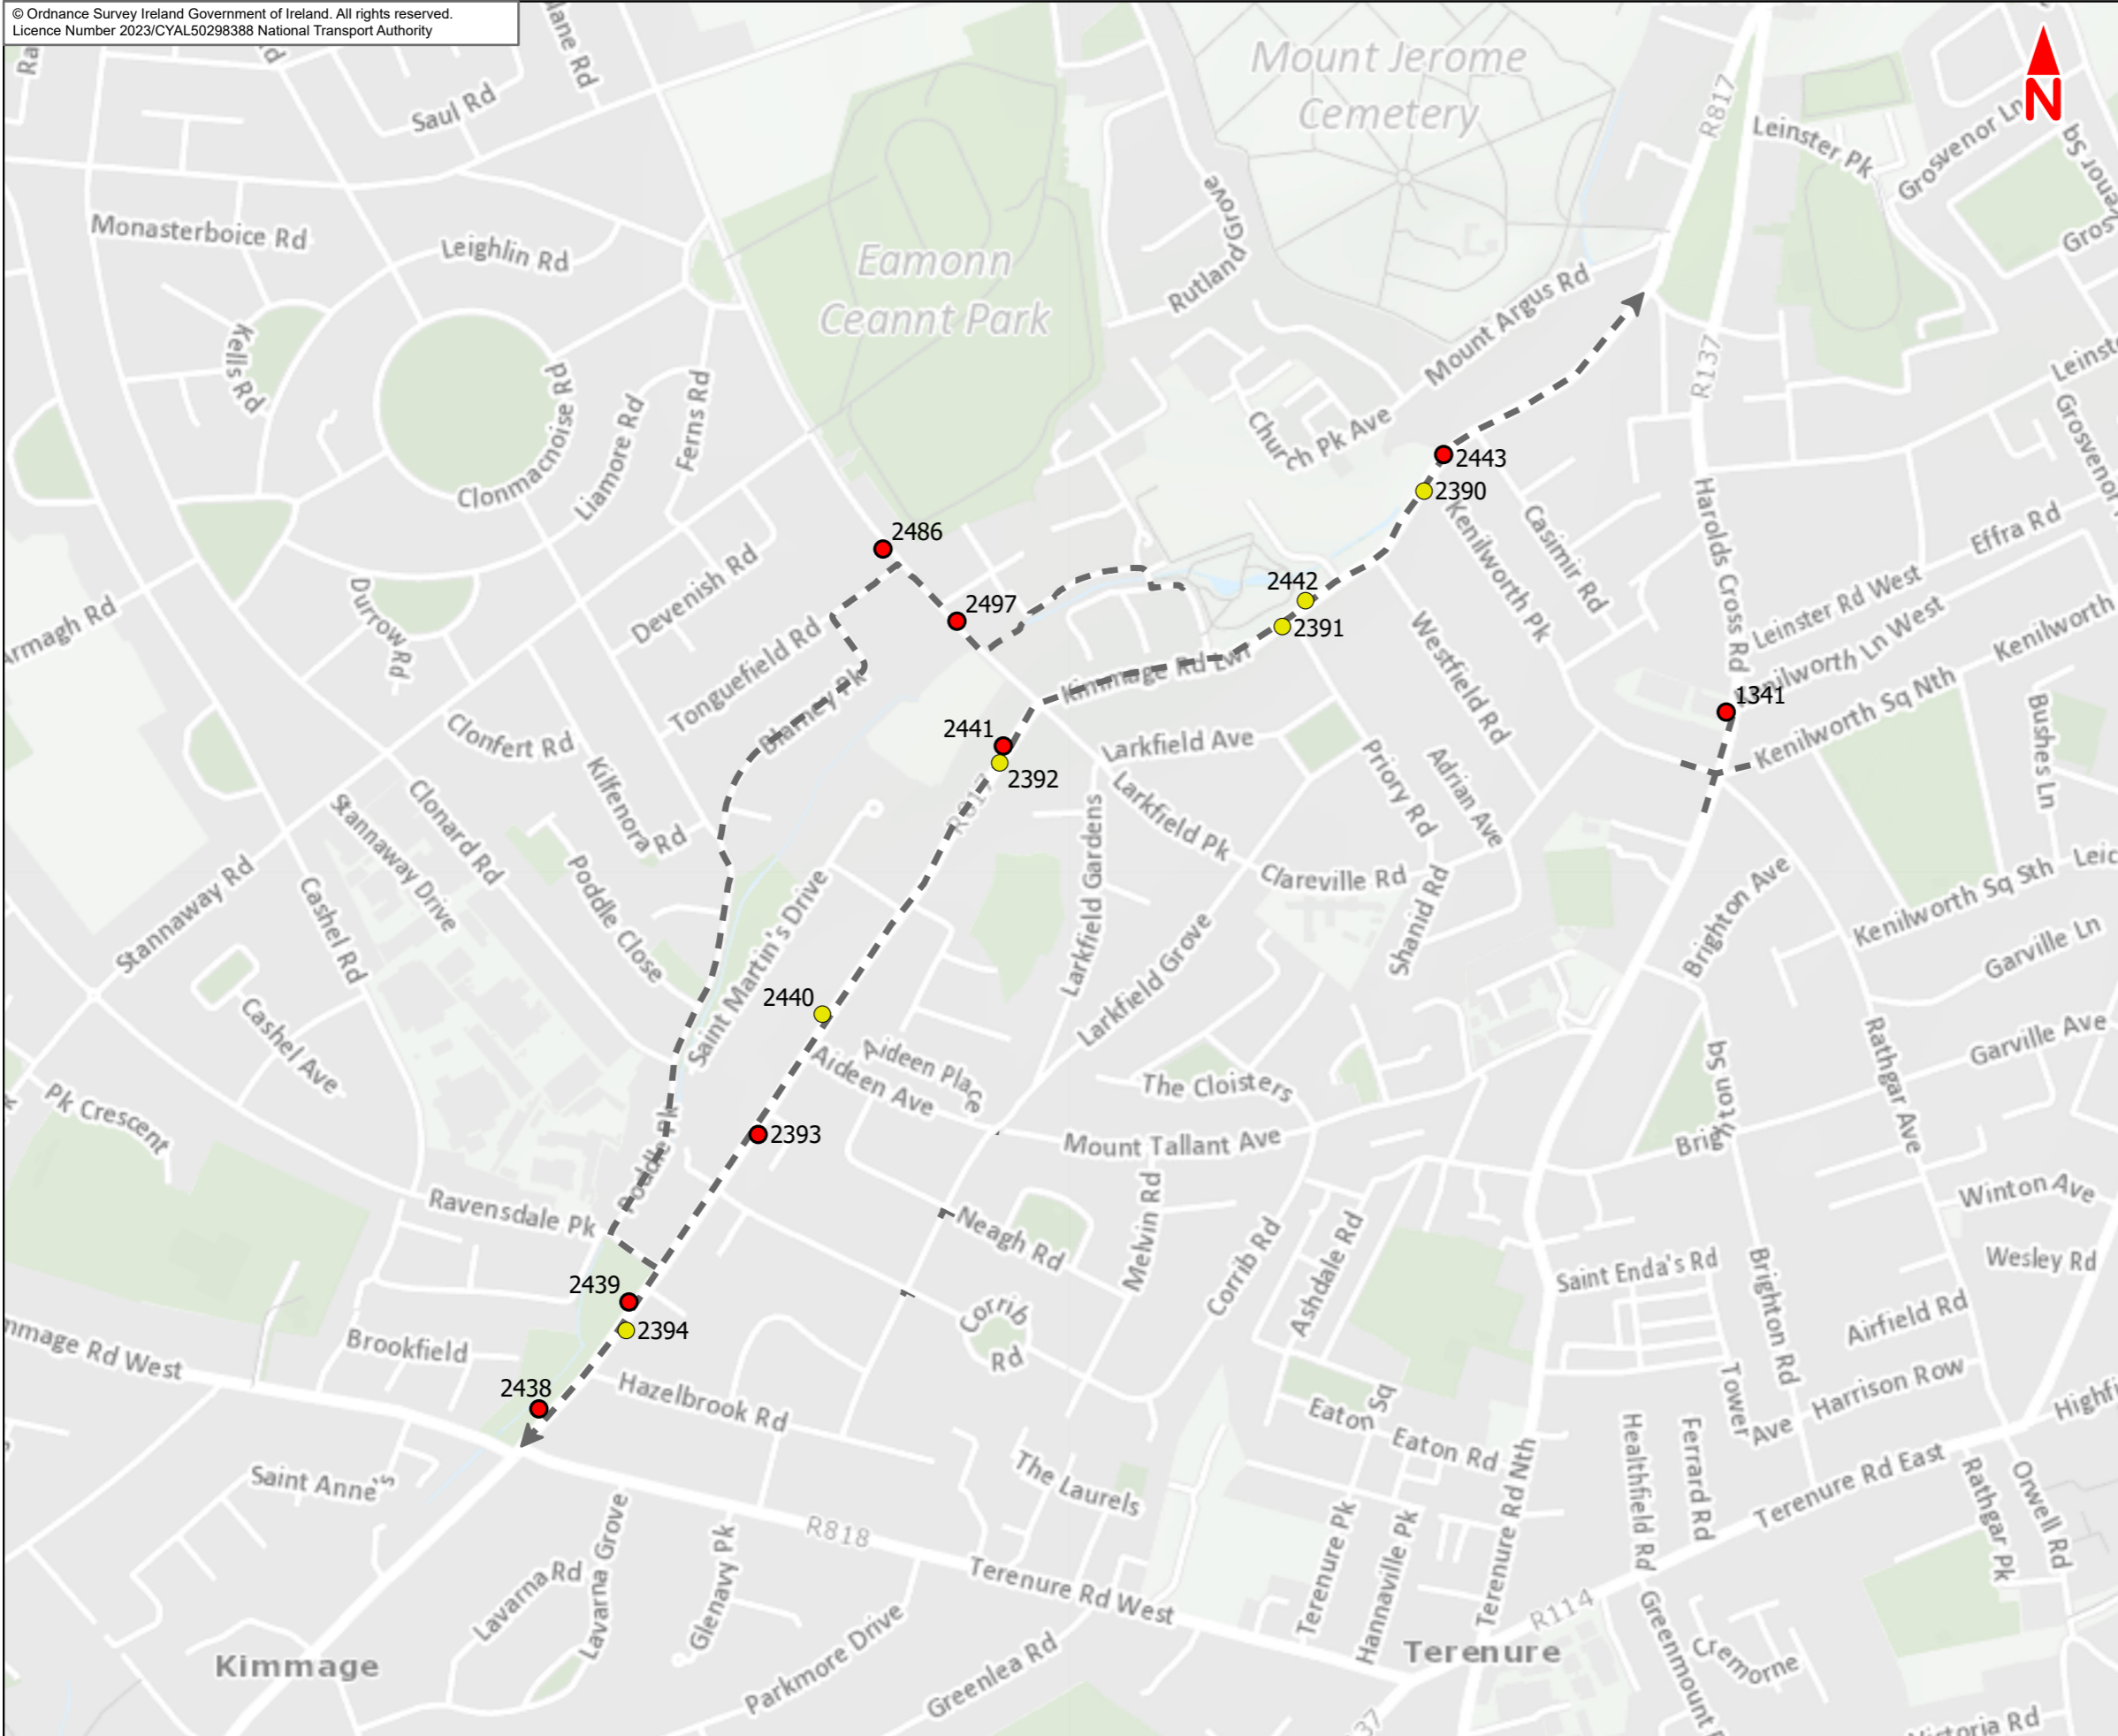 © Ordnance Survey Ireland Government of Ireland. All rights reserved.
Licence Number 2023/CYAL50298388 National Transport Authority
N
Mount Jerome
Cemetery
R817
Leinster Pk
Grosvenor Ln
Saul Rd
Monasterboice Rd
Leighlin Rd
Eamonn
Ceannt Park
Rutland Grove
Mount Argus Rd
R137
Kells Rd
Clonmacnoise Rd
Liamore Rd
Ferns Rd
Church Pk Ave
2443
2390
Kenilworth Pk
Casimir Rd
Harolds Cross Rd
Effra Rd
2486
2442
2497
2391
Devenish Rd
Durrow Rd
Armagh Rd
Tonguefield Rd
Blarney Pk
Kimmage Rd Lwr
Westfield Rd
Leinster Rd West
Kenilworth Ln West
Kenilworth
1341
Kenilworth Sq Nth
Bushes Ln
2441
2392
R817
Larkfield Ave
Larkfield Pk
Priory Rd
Adrian Ave
Clonfert Rd
Kilfenora Rd
Clonard Rd
Stannaway Drive
Stannaway Rd
Cashel Rd
Poddle Close
Saint Martin's Drive
Larkfield Gardens
Larkfield Grove
Clareville Rd
Shanid Rd
Brighton Ave
Kenilworth Sq Sth
Garville Ln
Garville Ave
2440
Cashel Ave
Aideen Place
Aideen Ave
The Cloisters
Mount Tallant Ave
Brighton Sq
Rathgar Ave
Pk Crescent
2393
Poddle Pk
Ravensdale Pk
Neagh Rd
Melvin Rd
Corrib Rd
Ashdale Rd
Winton Ave
Wesley Rd
Saint Enda's Rd
Brighton Rd
Airfield Rd
2439
2394
Corrib
Rd
Brookfield
2438
Hazelbrook Rd
Eaton Sq
Eaton Rd
Tower
Ave
Harrison Row
Saint Anne's
The Laurels
Healthfield Rd
Ferrard Rd
Terenure Rd East
Rathgar Pk
Orwell Rd
R818
Terenure Rd West
Terenure Pk
Hannaville Pk
Terenure Rd Nth
R114
Lavarna Rd
Lavarna Grove
Glenavy Pk
Parkmore Drive
Greenlea Rd
Kimmage
Terenure
Cremorne